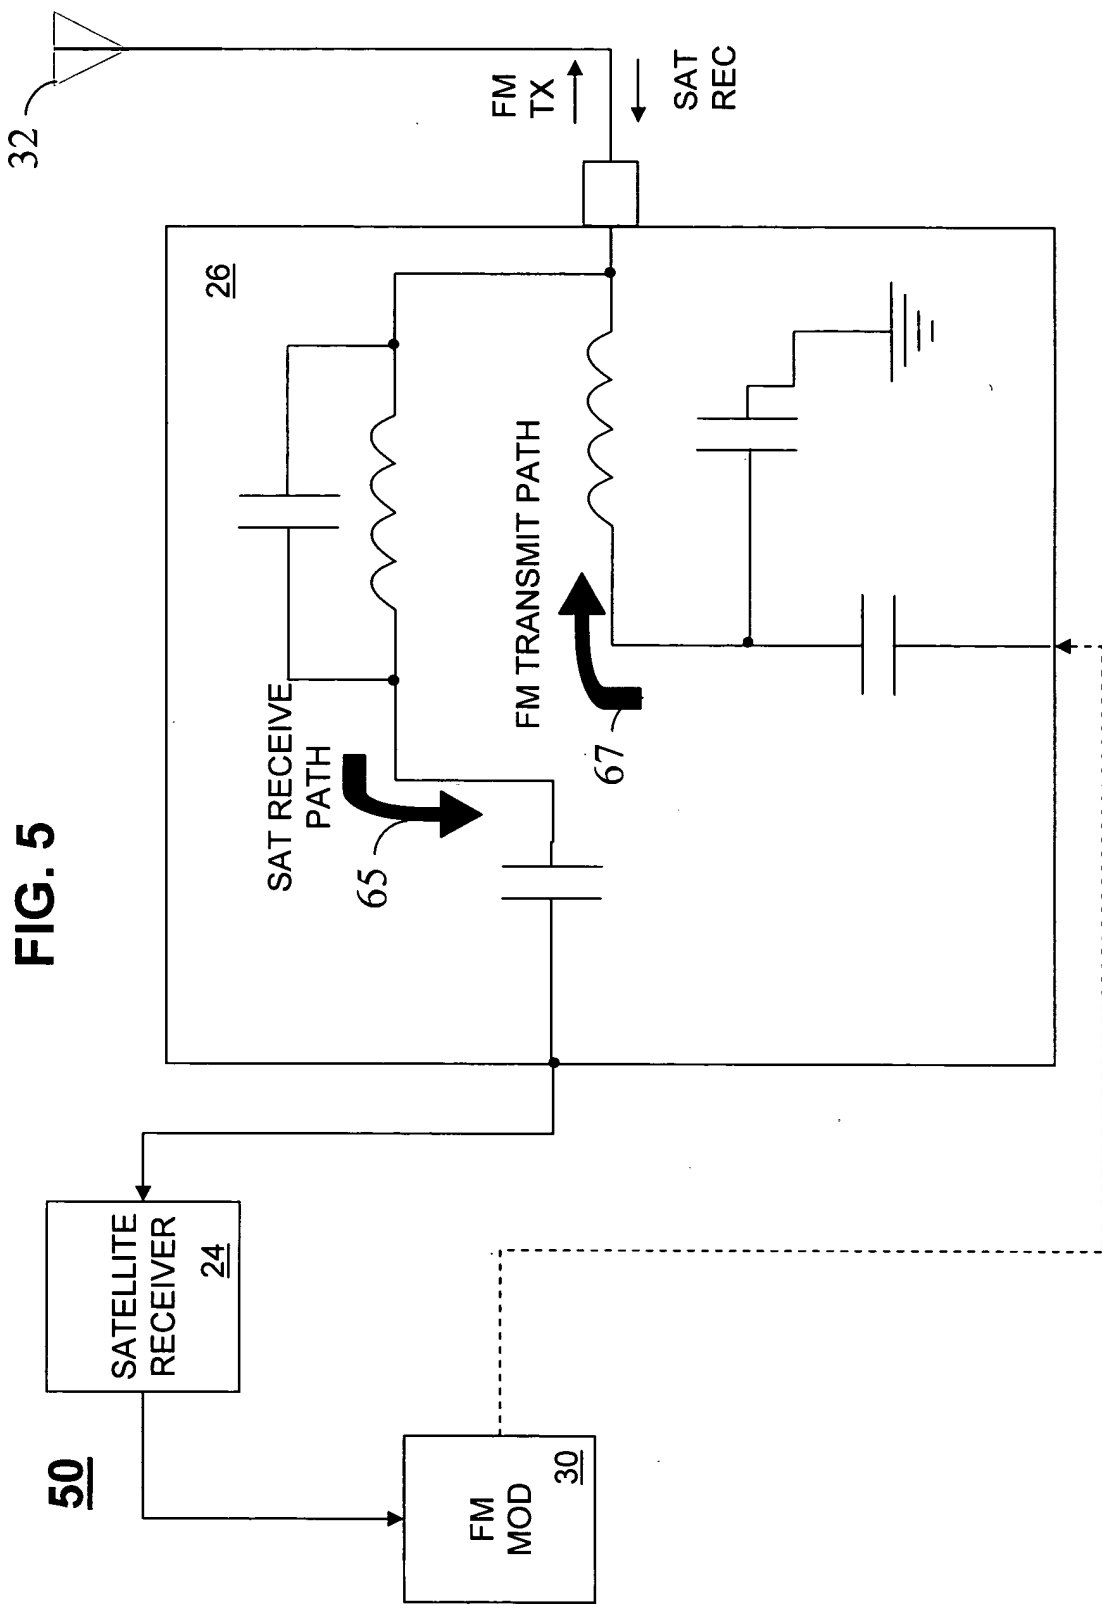 FIG. 5
50
SATELLITE
RECEIVER
24
FM
MOD
30
26
SAT RECEIVE
PATH
65
FM TRANSMIT PATH
67
32
FM
TX
SAT
REC